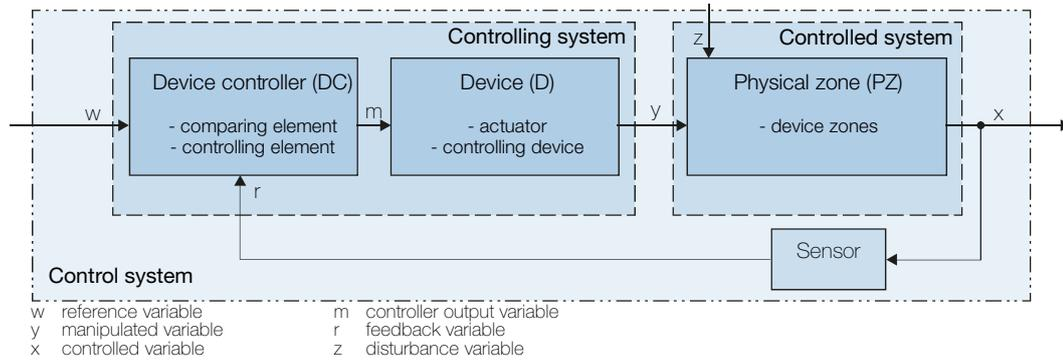 Controlling system
Controlled system
z
Device controller (DC)
- comparing element
- controlling element
Device (D)
- actuator
- controlling device
Physical zone (PZ)
- device zones
w
m
y
x
r
Sensor
Control system
w reference variable
m controller output variable
y manipulated variable
r feedback variable
x controlled variable
z disturbance variable